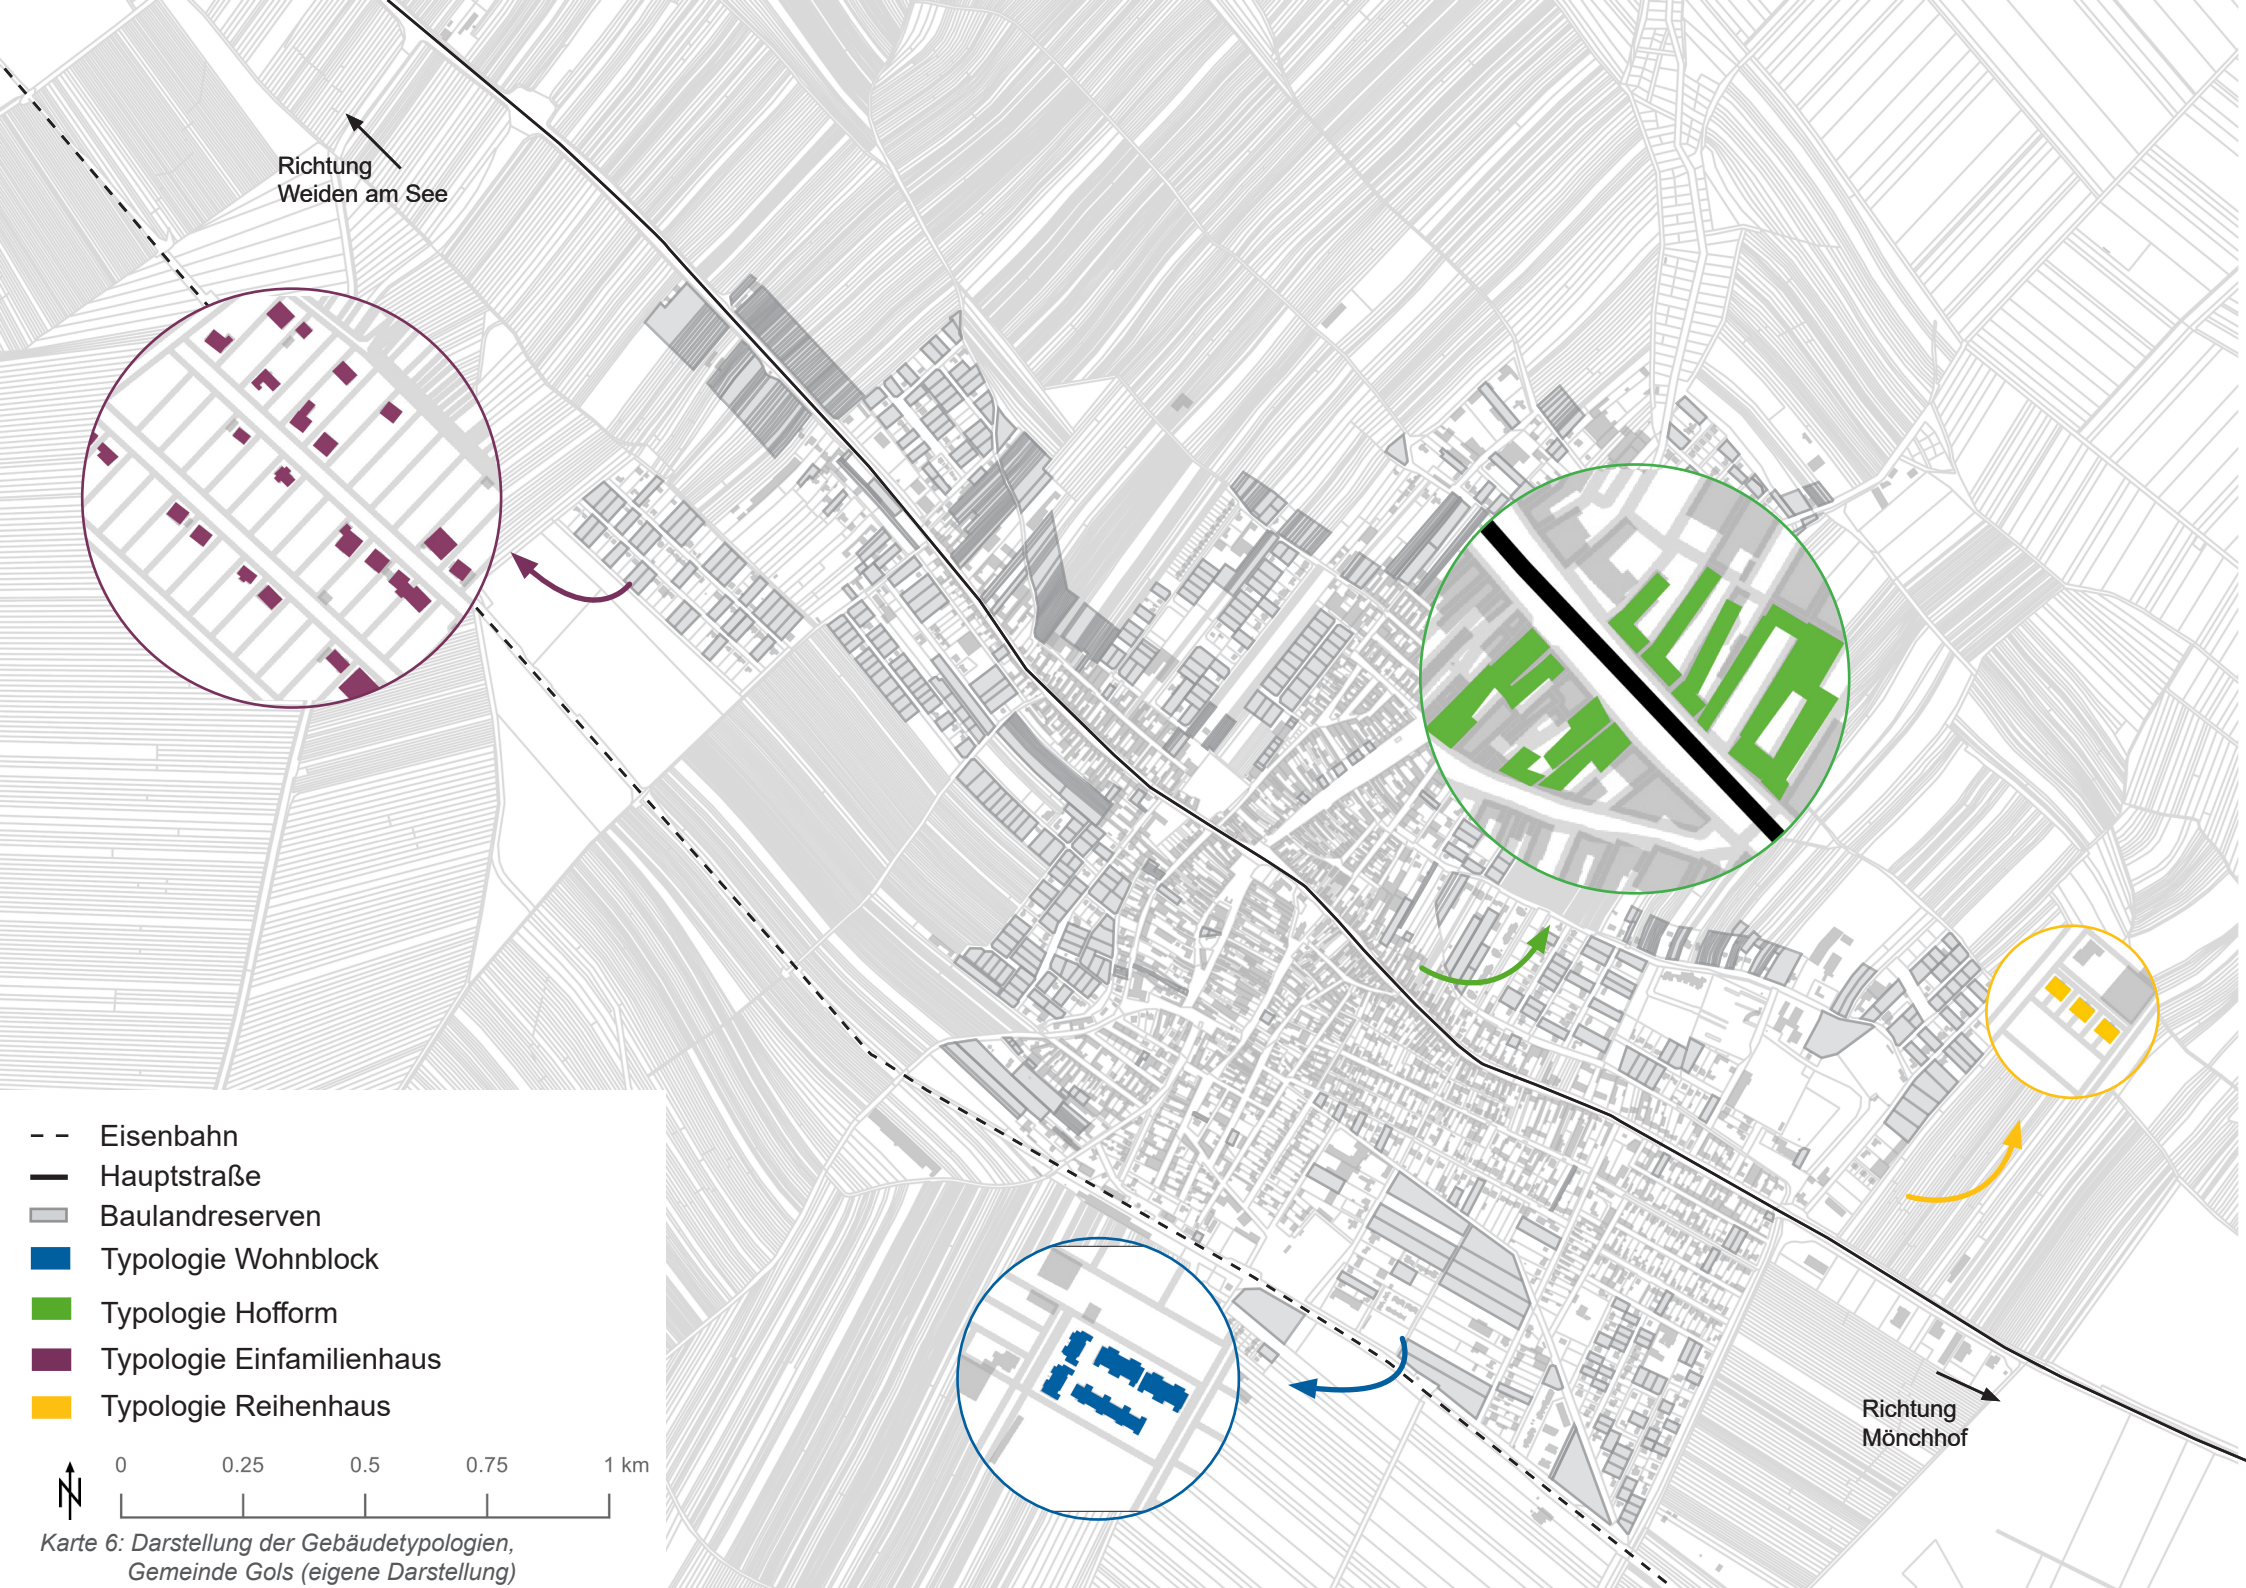 Richtung
Weiden am See
Eisenbahn
Hauptstraße
Baulandreserven
Typologie Wohnblock
Typologie Hofform
Typologie Einfamilienhaus
Typologie Reihenhaus
0 0.25 0.5 0.75 1 km
N
Karte 6: Darstellung der Gebäudetypologien,
Gemeinde Gols (eigene Darstellung)
Richtung
Mönchhof